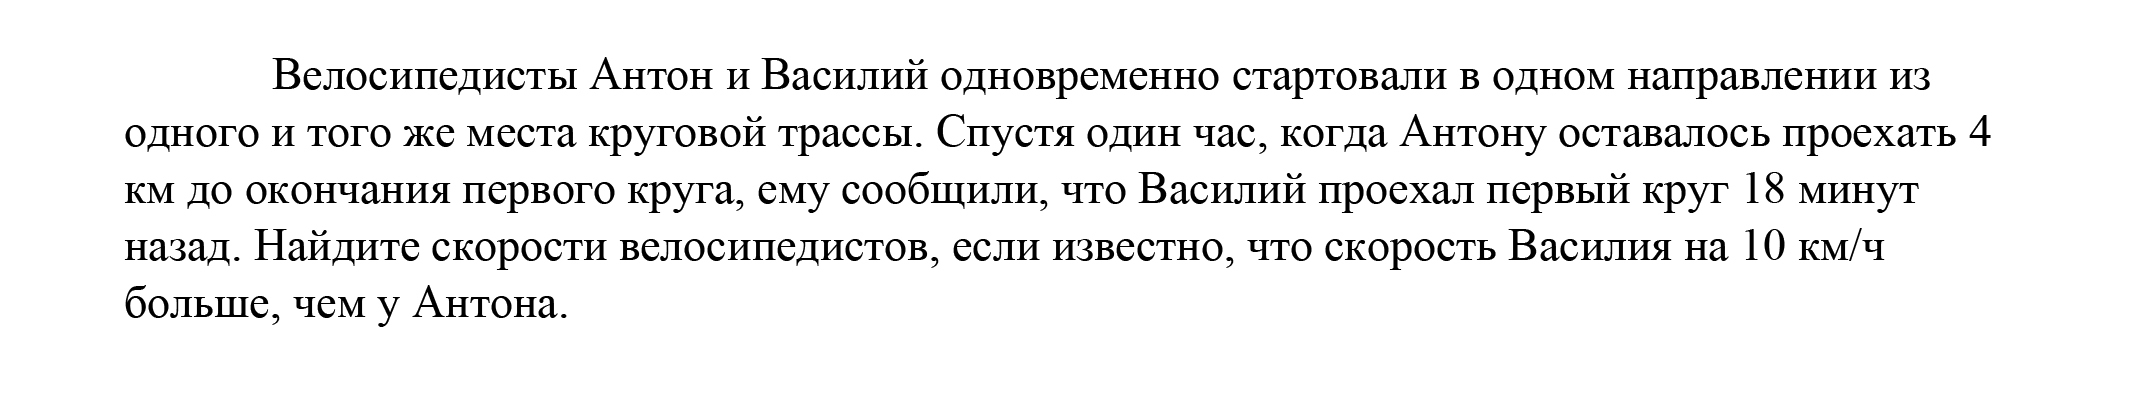 Велосипедисты Антон и Василий одновременно стартовали в одном направлении из
одного и того же места круговой трассы. Спустя один час, когда Антону оставалось проехать 4
км до окончания первого круга, ему сообщили, что Василий проехал первый круг 18 минут
назад. Найдите скорости велосипедистов, если известно, что скорость Василия на 10 км/ч
больше, чем у Антона.